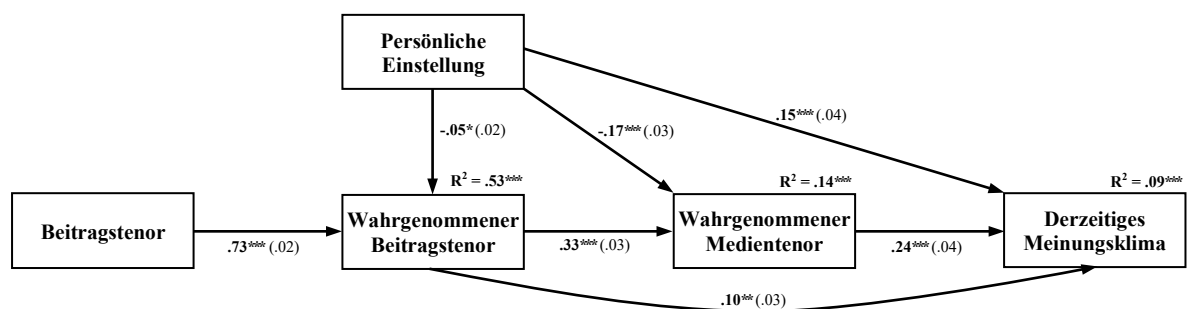 Persönliche
Einstellung
.15***(.04)
-.05*(.02)
-.17***(.03)
R² = .53***
R² = .14***
R² = .09***
Beitragstenor
.73***(.02)
Wahrgenommener
Beitragstenor
.33***(.03)
Wahrgenommener
Medientenor
.24***(.04)
Derzeitiges
Meinungsklima
.10**(.03)